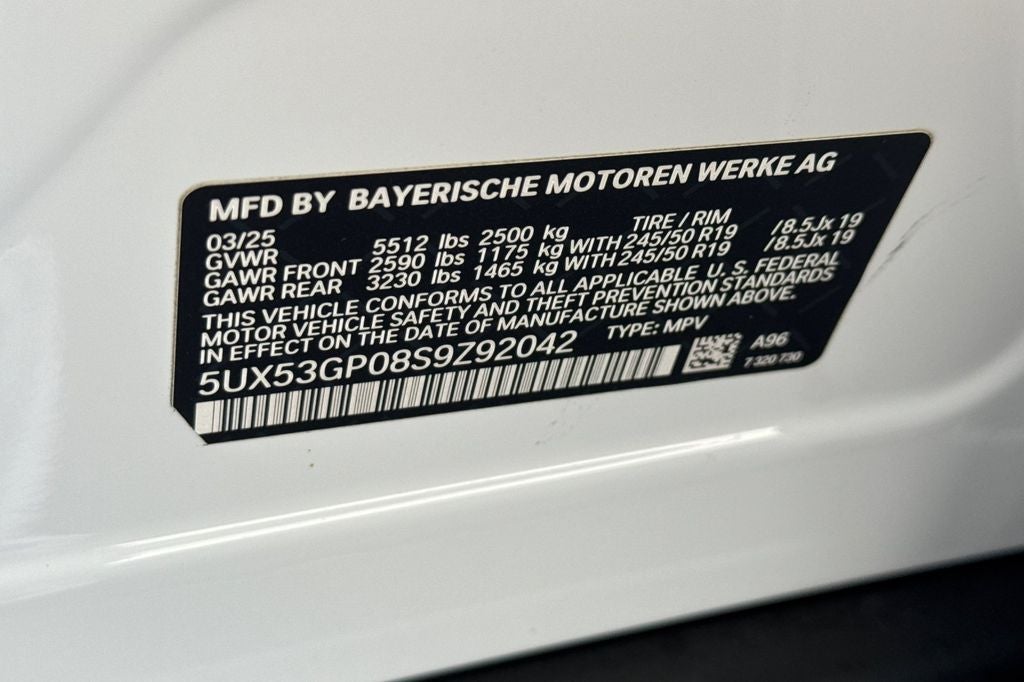 MFD BY BAYERISCHE MOTOREN WERKE AG
03/25 TIRE / RIM
GVWR 5512 lbs 2500 kg
GAWR FRONT 2590 lbs 1175 kg WITH 245/50 R19 /8.5Jx 19
GAWR REAR 3230 lbs 1465 kg WITH 245/50 R19 /8.5Jx 19
THIS VEHICLE CONFORMS TO ALL APPLICABLE U. S. FEDERAL
MOTOR VEHICLE SAFETY AND THEFT PREVENTION STANDARDS
IN EFFECT ON THE DATE OF MANUFACTURE SHOWN ABOVE.
5UX53GP08S9Z92042 TYPE: MPV
A96
7 320 730